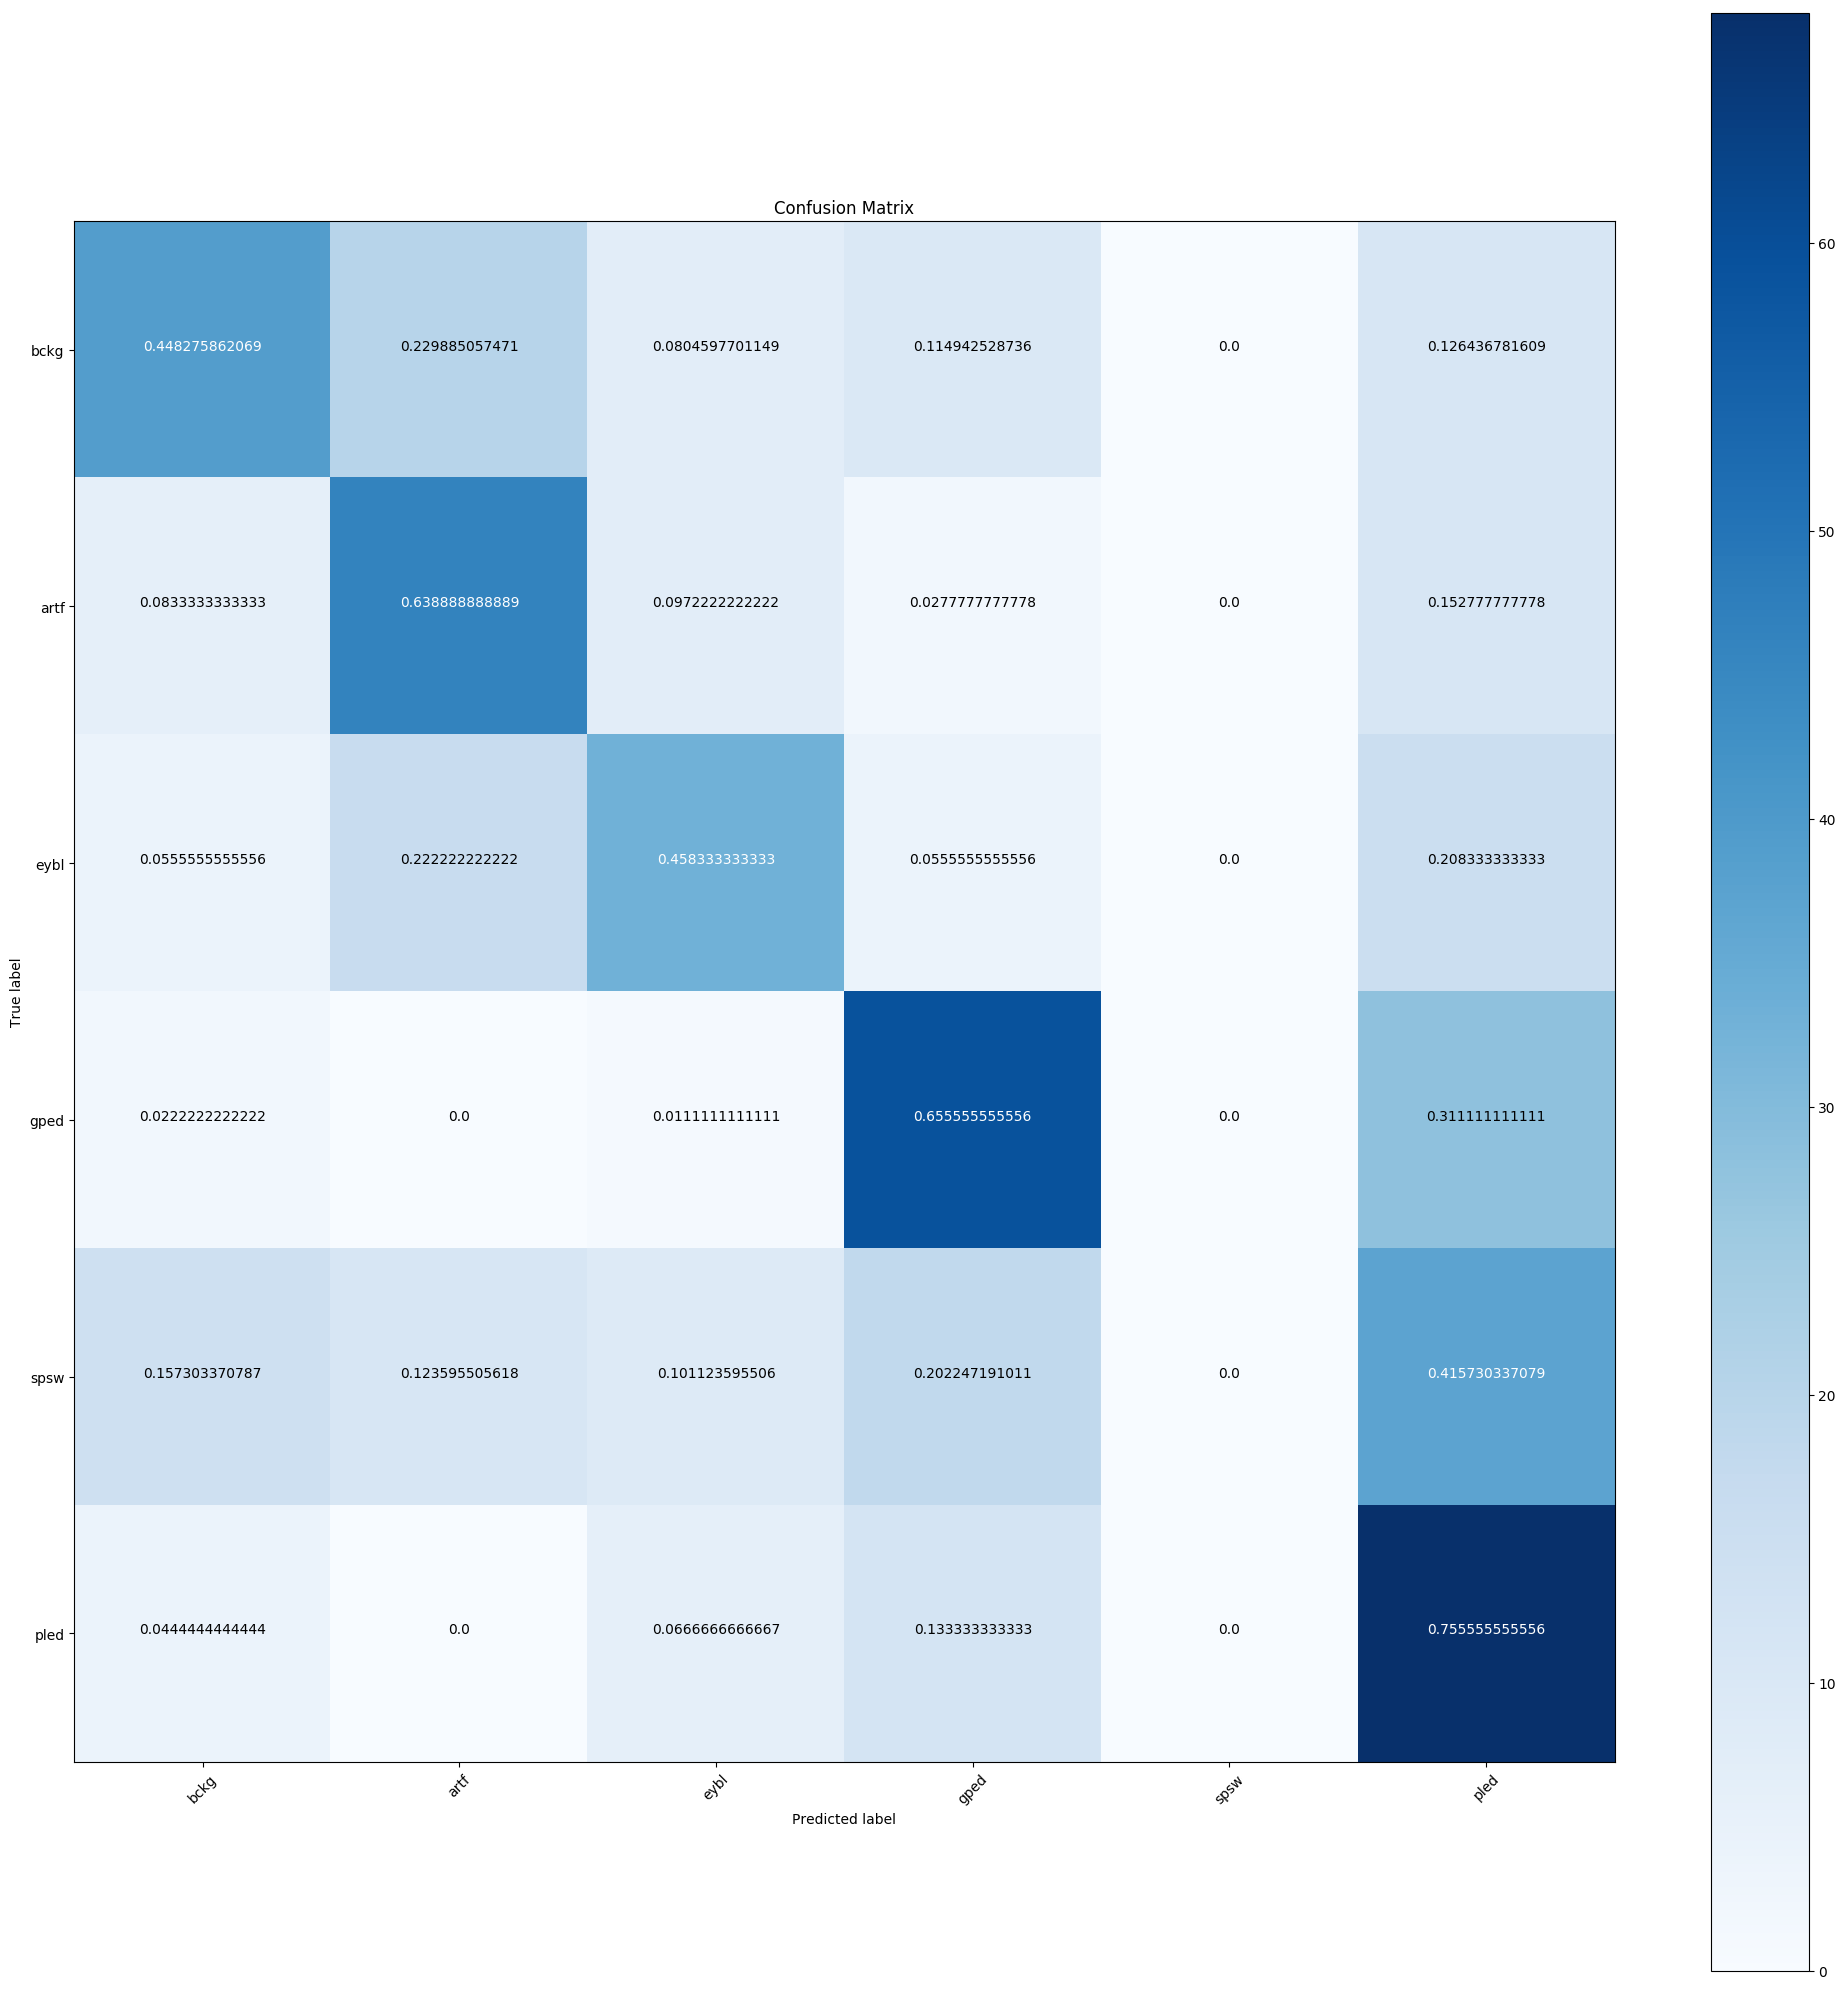 Confusion Matrix
bckg 0.448275862069 0.229885057471 0.0804597701149 0.114942528736 0.0 0.126436781609
artf 0.0833333333333 0.638888888889 0.0972222222222 0.0277777777778 0.0 0.152777777778
eybl 0.0555555555556 0.222222222222 0.458333333333 0.0555555555556 0.0 0.208333333333
gped 0.0222222222222 0.0 0.0111111111111 0.655555555556 0.0 0.311111111111
spsw 0.157303370787 0.123595505618 0.101123595506 0.202247191011 0.0 0.415730337079
pled 0.0444444444444 0.0 0.0666666666667 0.133333333333 0.0 0.755555555556
True label
bckg artf eybl gped spsw pled
Predicted label
60
50
40
30
20
10
0